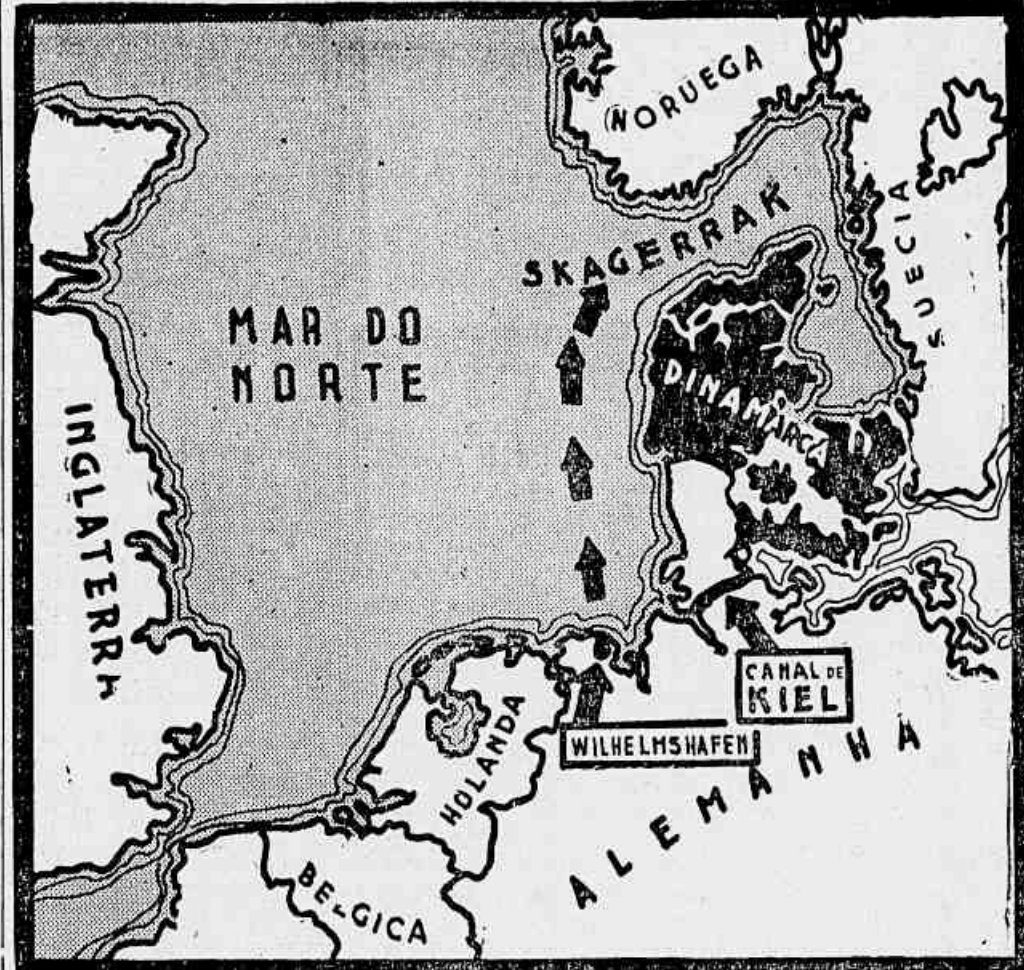 NORUEGA
SUECIA
SKAGERRAK
MAR DO
NORTE
DINAMARCA
INGLATERRA
CANAL DE
KIEL
WILHELMSHAFEN
HOLANDA
ALEMANHA
BELGICA